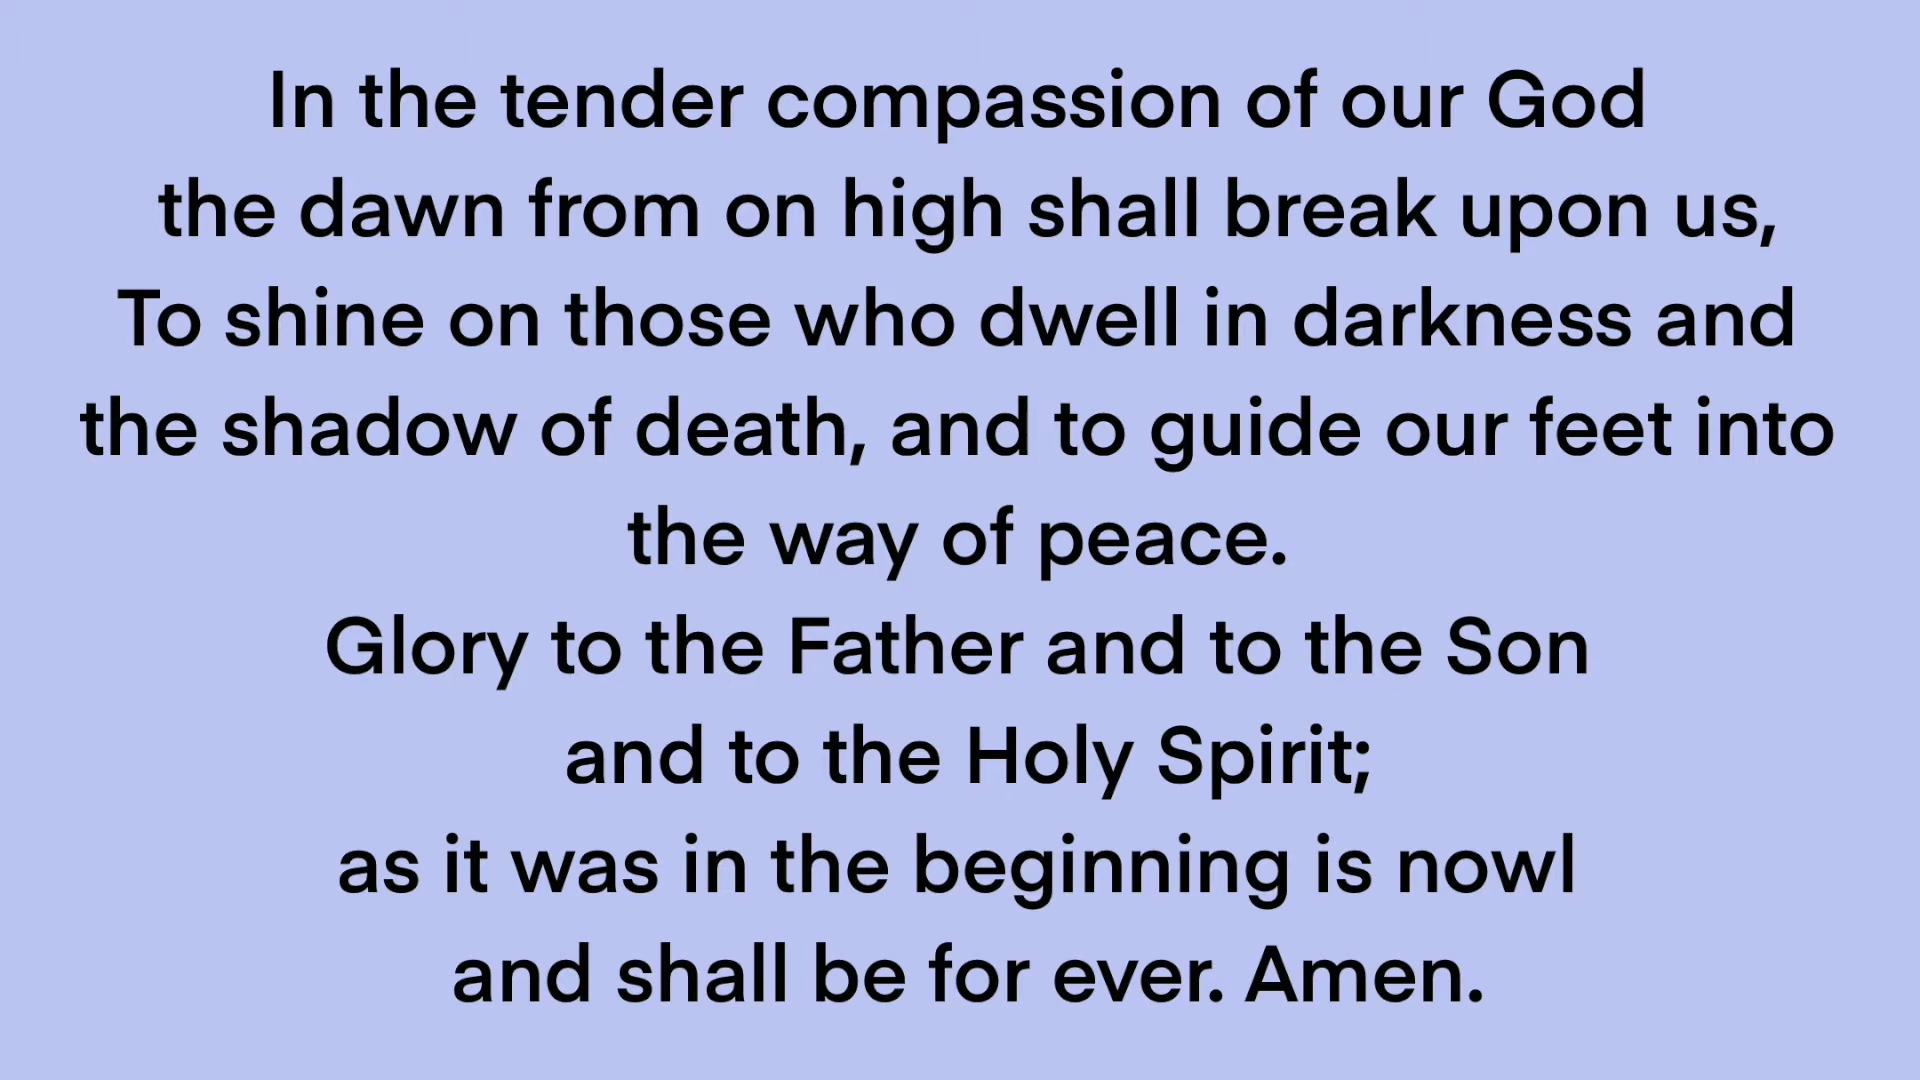 In the tender compassion of our God
the dawn from on high shall break upon us,
To shine on those who dwell in darkness and
the shadow of death, and to guide our feet into
the way of peace.
Glory to the Father and to the Son
and to the Holy Spirit;
as it was in the beginning is nowl
and shall be for ever. Amen.